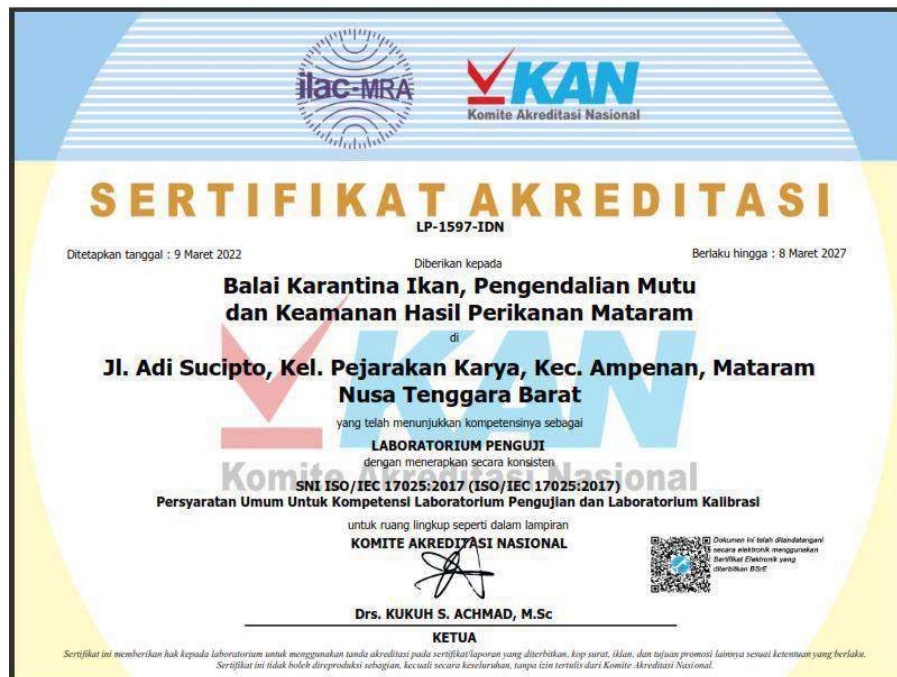 ilac-MRA
KAN
Komite Akreditasi Nasional
SERTIFIKAT AKREDITASI
LP-1597-IDN
Ditetapkan tanggal : 9 Maret 2022
Berlaku hingga : 8 Maret 2027
Diberikan kepada
Balai Karantina Ikan, Pengendalian Mutu
dan Keamanan Hasil Perikanan Mataram
di
Jl. Adi Sucipto, Kel. Pejarakan Karya, Kec. Ampenan, Mataram
Nusa Tenggara Barat
yang telah menunjukkan kompetensinya sebagai
LABORATORIUM PENGUJI
dengan menerapkan secara konsisten
KAN
Komite Akreditasi Nasional
SNI ISO/IEC 17025:2017 (ISO/IEC 17025:2017)
Persyaratan Umum Untuk Kompetensi Laboratorium Pengujian dan Laboratorium Kalibrasi
untuk ruang lingkup seperti dalam lampiran
KOMITE AKREDITASI NASIONAL
Dokumen ini telah ditandatangani
secara elektronik menggunakan
Sertifikat Elektronik yang
diterbitkan BSrE
Drs. KUKUH S. ACHMAD, M.Sc
KETUA
Sertifikat ini memberikan hak kepada laboratorium untuk menggunakan tanda akreditasi pada sertifikat/laporan yang diterbitkan, kop surat, iklan, dan tujuan promosi lainnya sesuai ketentuan yang berlaku.
Sertifikat ini tidak boleh direproduksi sebagian, kecuali secara keseluruhan, tanpa izin tertulis dari Komite Akreditasi Nasional.